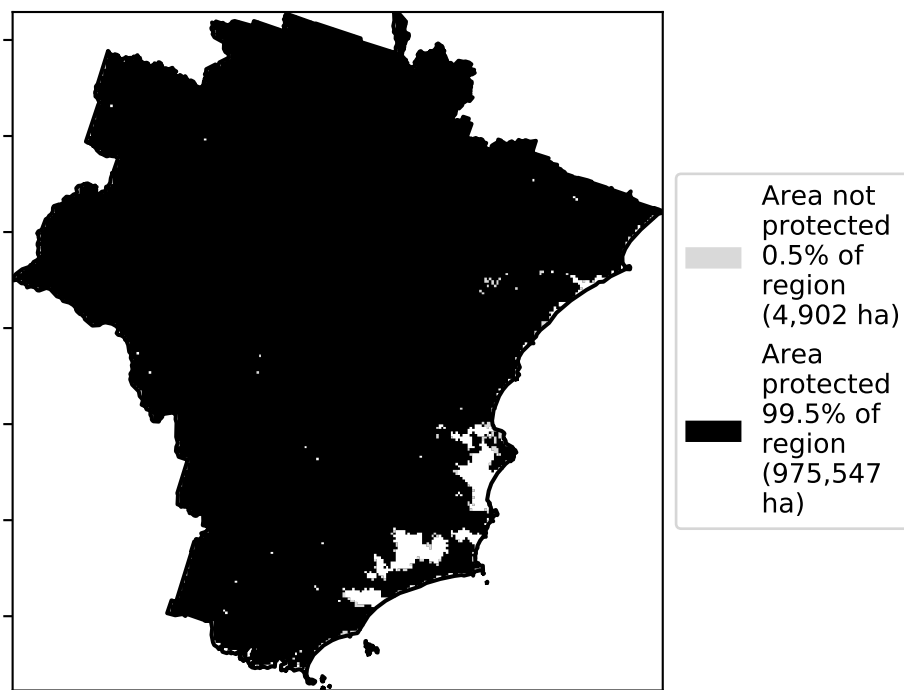 Area not
protected
0.5% of
region
(4,902 ha)
Area
protected
99.5% of
region
(975,547
ha)